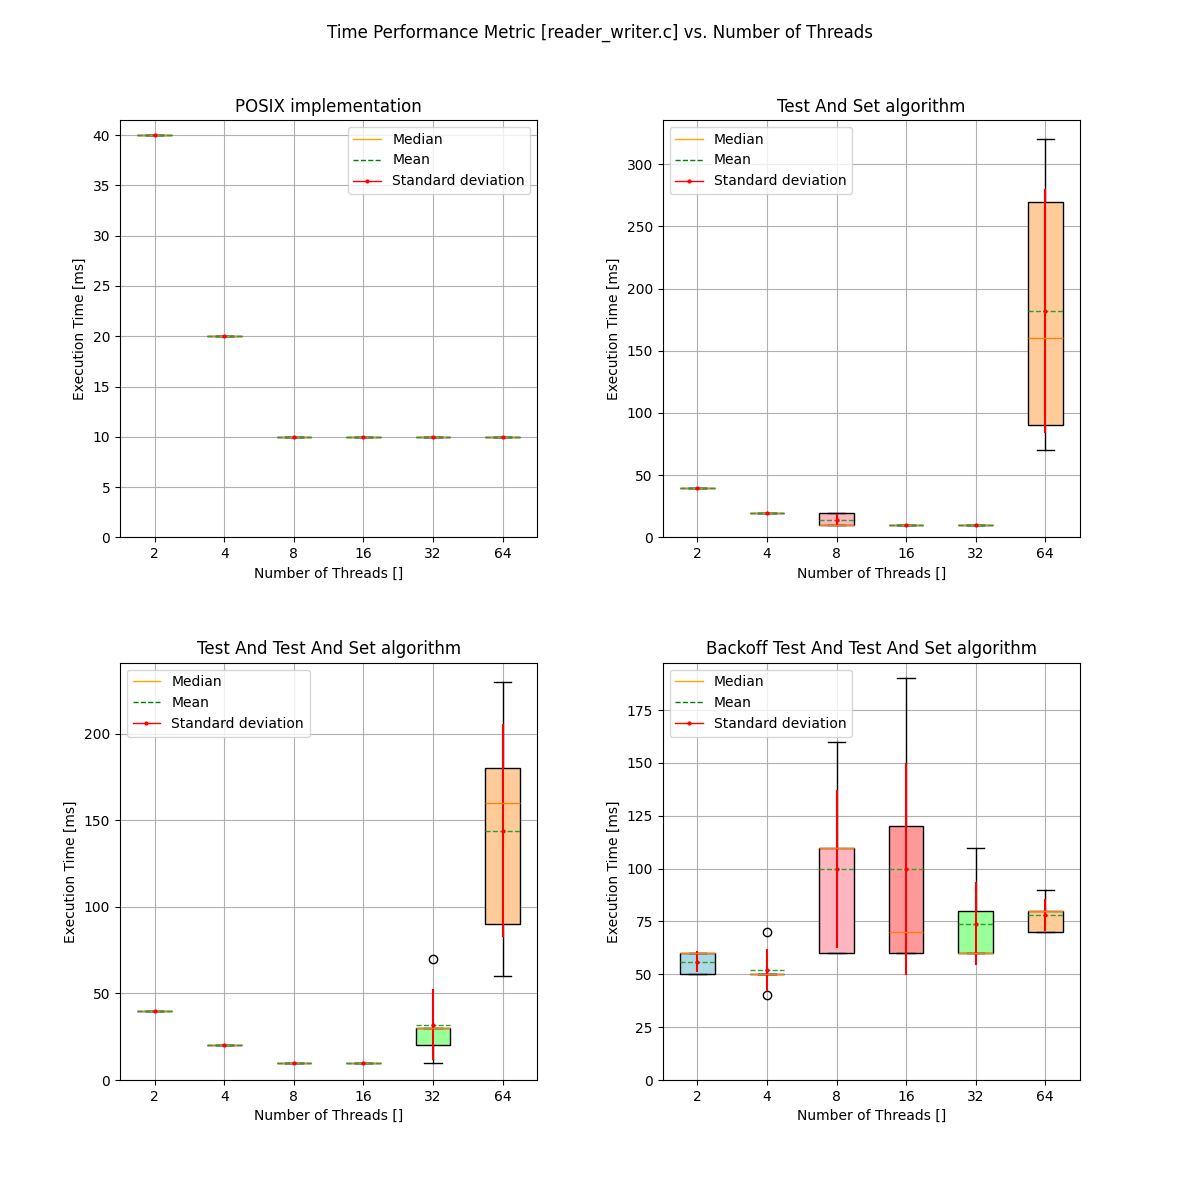 Time Performance Metric [reader_writer.c] vs. Number of Threads
POSIX implementation
Median
Mean
Standard deviation
40
35
30
25
20
15
10
5
0
Execution Time [ms]
2 4 8 16 32 64
Number of Threads []
Test And Set algorithm
Median
Mean
Standard deviation
300
250
200
150
100
50
0
Execution Time [ms]
2 4 8 16 32 64
Number of Threads []
Test And Test And Set algorithm
Median
Mean
Standard deviation
200
150
100
50
0
Execution Time [ms]
2 4 8 16 32 64
Number of Threads []
Backoff Test And Test And Set algorithm
Median
Mean
Standard deviation
175
150
125
100
75
50
25
0
Execution Time [ms]
2 4 8 16 32 64
Number of Threads []